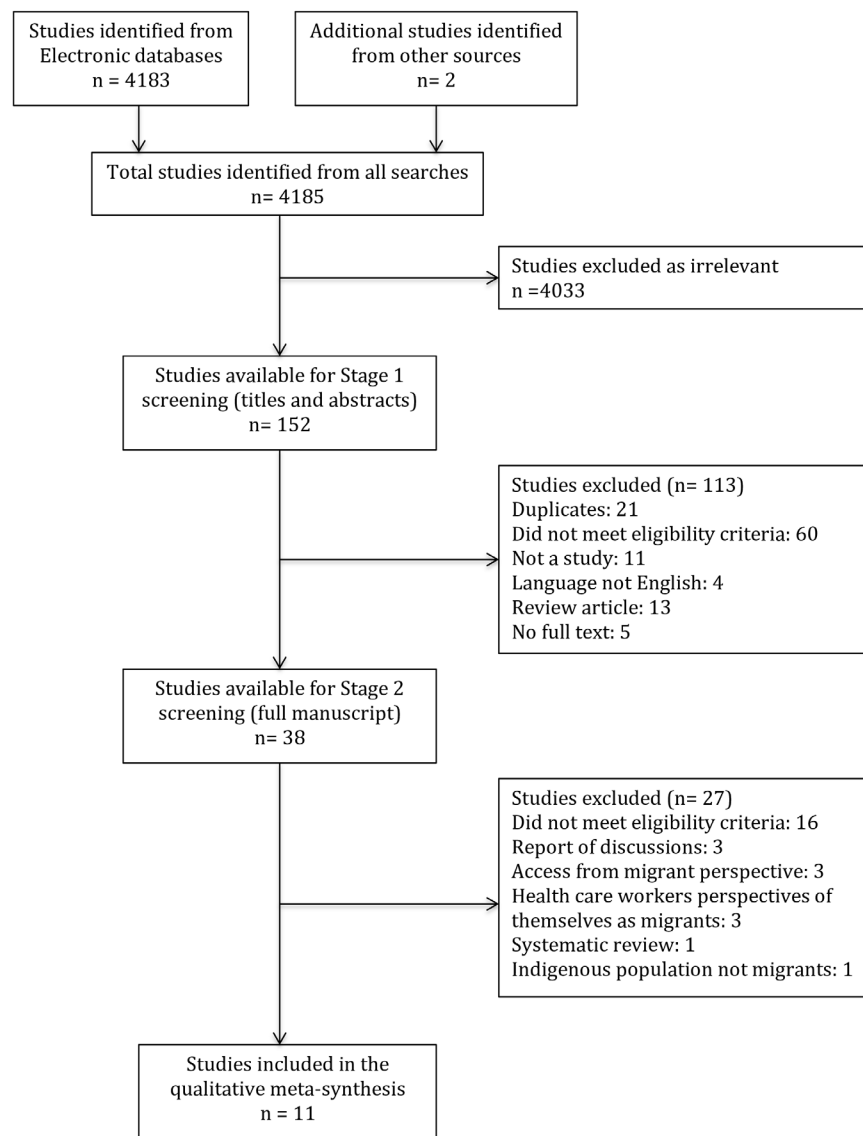 Studies identified from
Electronic databases
n = 4183
Additional studies identified
from other sources
n= 2
Total studies identified from all searches
n= 4185
Studies excluded as irrelevant
n =4033
Studies available for Stage 1
screening (titles and abstracts)
n= 152
Studies excluded (n= 113)
Duplicates: 21
Did not meet eligibility criteria: 60
Not a study: 11
Language not English: 4
Review article: 13
No full text: 5
Studies available for Stage 2
screening (full manuscript)
n= 38
Studies excluded (n= 27)
Did not meet eligibility criteria: 16
Report of discussions: 3
Access from migrant perspective: 3
Health care workers perspectives of
themselves as migrants: 3
Systematic review: 1
Indigenous population not migrants: 1
Studies included in the
qualitative meta-synthesis
n = 11